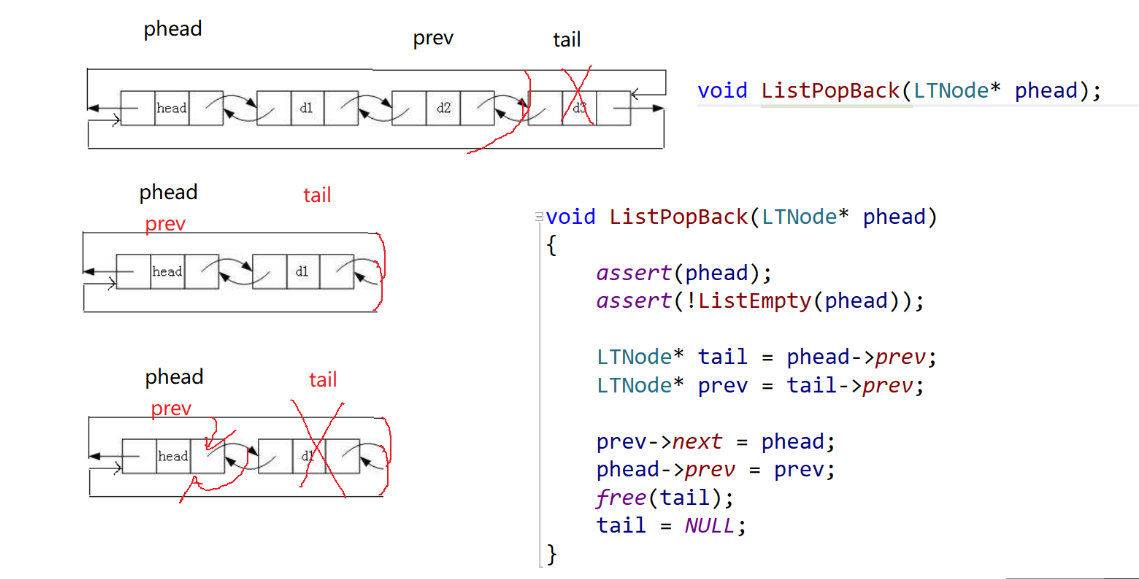 phead
prev
tail
head
d1
d2
d3
void ListPopBack(LTNode* phead);
phead
tail
prev
head
d1
phead
tail
prev
head
d1
void ListPopBack(LTNode* phead)
{
assert(phead);
assert(!ListEmpty(phead));
LTNode* tail = phead->prev;
LTNode* prev = tail->prev;
prev->next = phead;
phead->prev = prev;
free(tail);
tail = NULL;
}